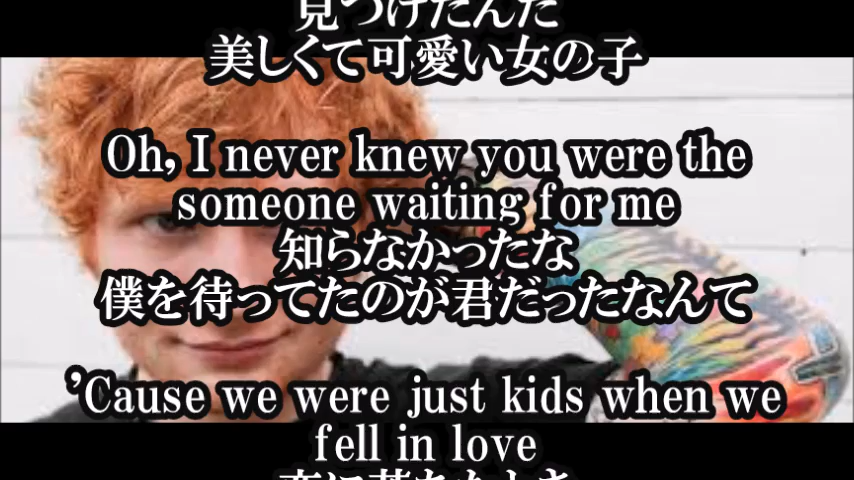 見つけたんだ
美しくて可愛い女の子
Oh, I never knew you were the
someone waiting for me
知らなかったな
僕を待ってたのが君だったなんて
’Cause we were just kids when we
fell in love